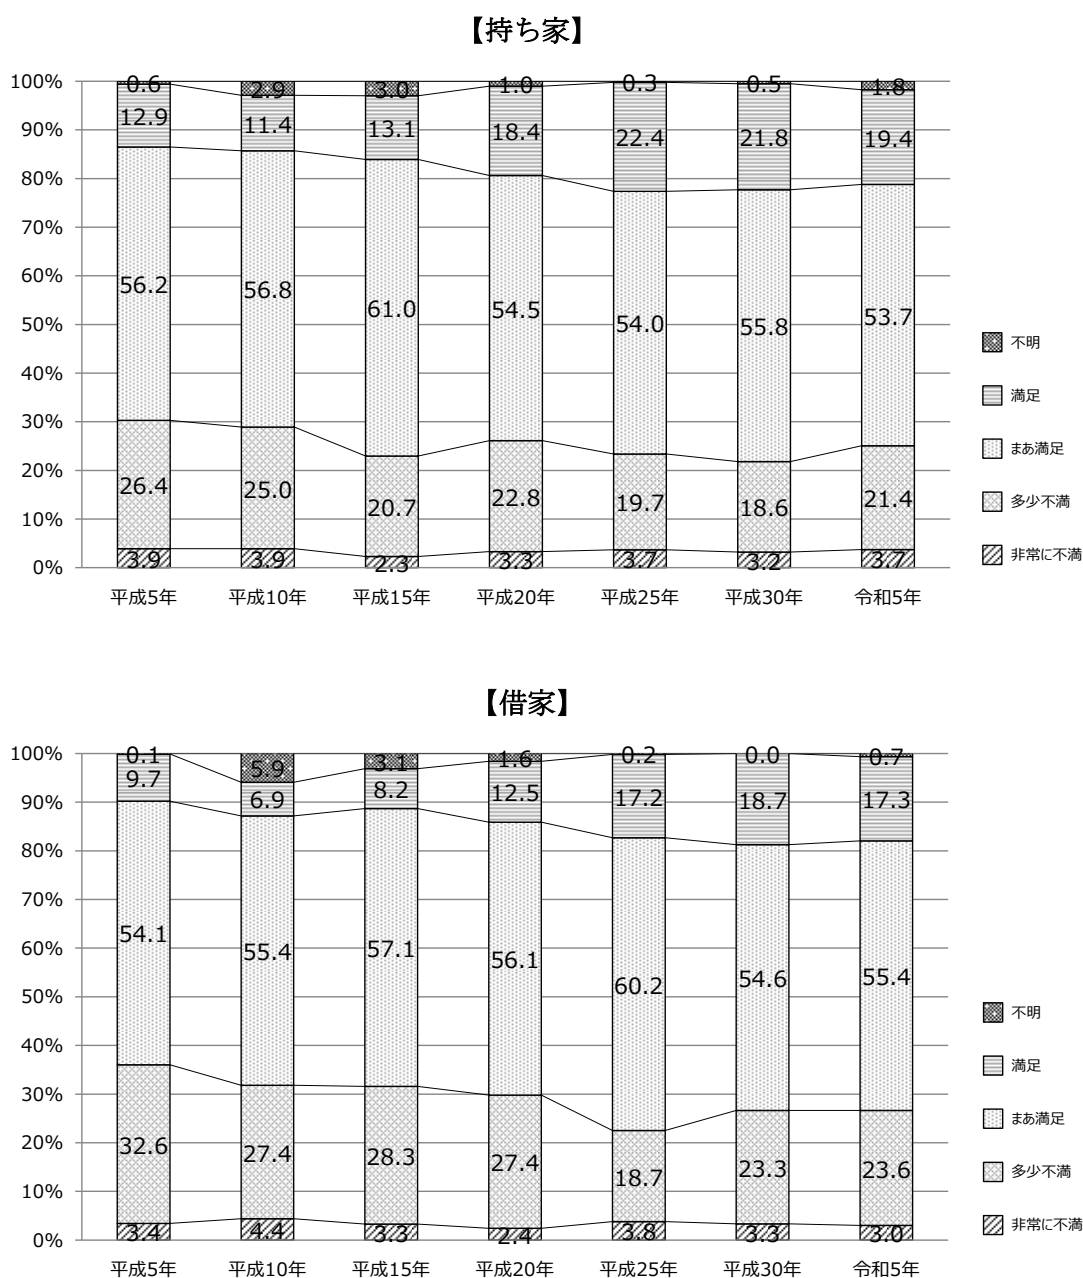 【持ち家】
100%
90%
80%
70%
60%
50%
40%
30%
20%
10%
0%
0.6 2.9 3.0 1.0 0.3 0.5 1.8
12.9 11.4 13.1 18.4 22.4 21.8 19.4
56.2 56.8 61.0 54.5 54.0 55.8 53.7
26.4 25.0 20.7 22.8 19.7 18.6 21.4
3.9 3.9 2.3 3.3 3.7 3.2 3.7
平成5年 平成10年 平成15年 平成20年 平成25年 平成30年 令和5年
不明
満足
まあ満足
多少不満
非常に不満
【借家】
100%
90%
80%
70%
60%
50%
40%
30%
20%
10%
0%
0.1 5.9 3.1 1.6 0.2 0.0 0.7
9.7 6.9 8.2 12.5 17.2 18.7 17.3
54.1 55.4 57.1 56.1 60.2 54.6 55.4
32.6 27.4 28.3 27.4 18.7 23.3 23.6
3.4 4.4 3.3 2.4 3.8 3.3 3.0
平成5年 平成10年 平成15年 平成20年 平成25年 平成30年 令和5年
不明
満足
まあ満足
多少不満
非常に不満